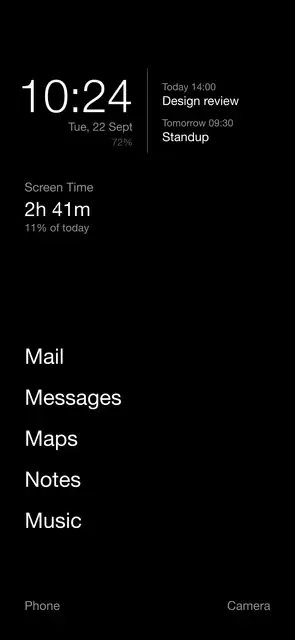 10:24
Tue, 22 Sept
72%
Today 14:00
Design review
Tomorrow 09:30
Standup
Screen Time
2h 41m
11% of today
Mail
Messages
Maps
Notes
Music
Phone
Camera